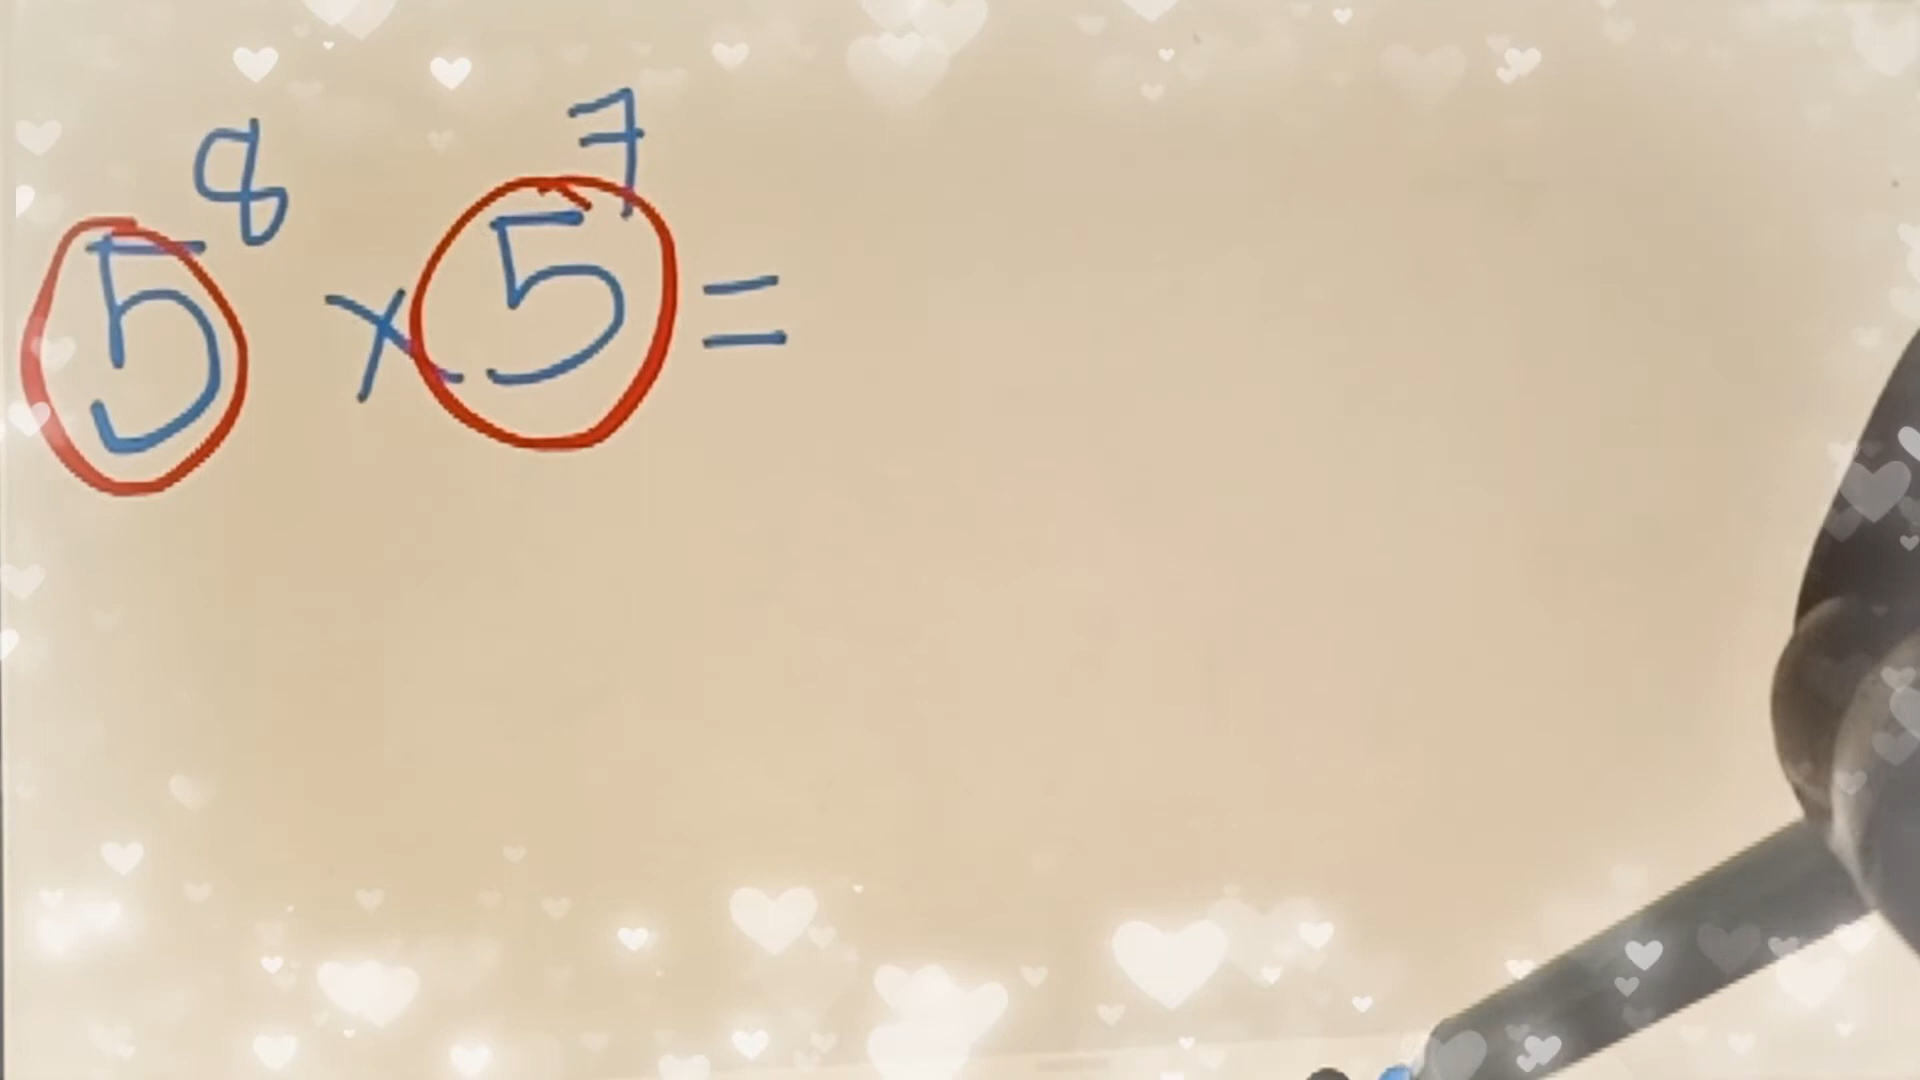 5⁸ × 5⁷ =